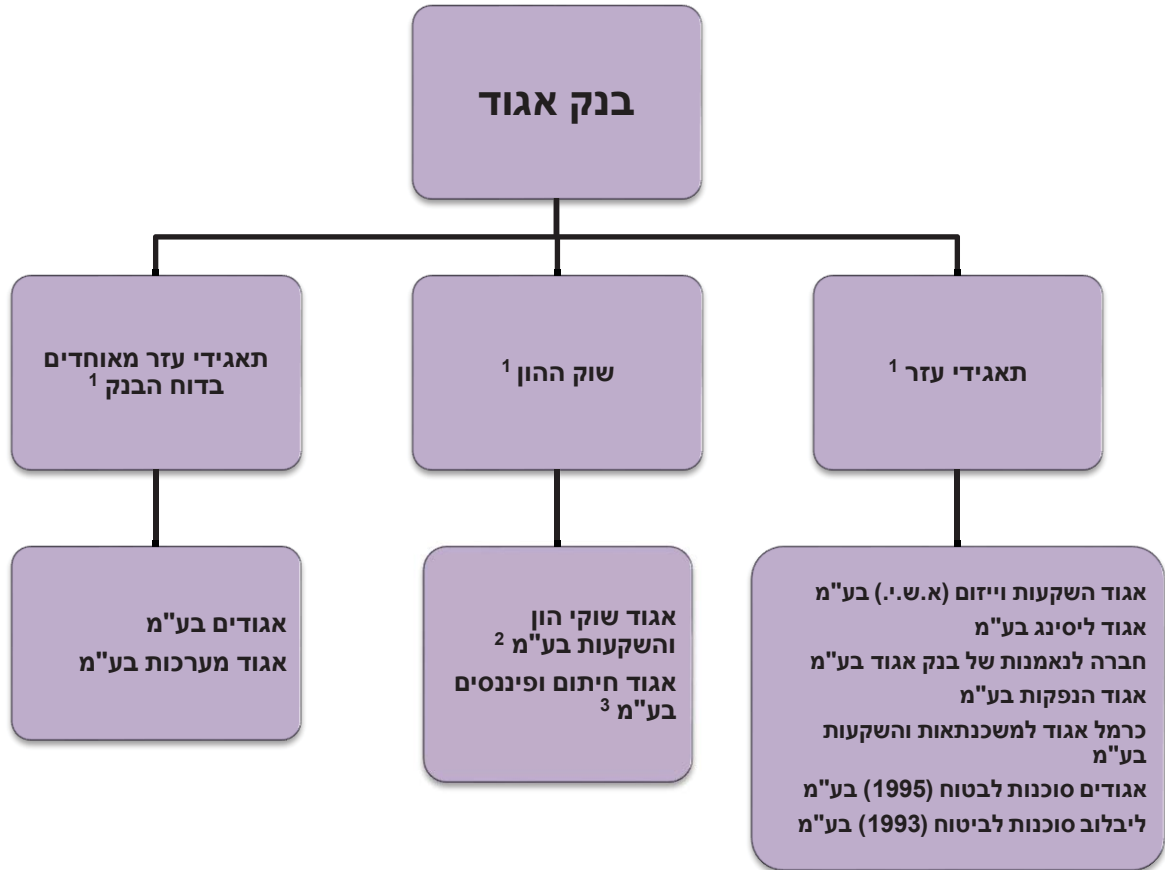 בנק אגוד
תאגידי עזר 1
שוק ההון 1
תאגידי עזר מאוחדים
בדוח הבנק 1
אגוד השקעות וייזום (א.ש.י.) בע"מ
אגוד ליסינג בע"מ
חברה לנאמנות של בנק אגוד בע"מ
אגוד הנפקות בע"מ
כרמל אגוד למשכנתאות והשקעות
בע"מ
אגודים סוכנות לבטוח (1995) בע"מ
ליבלוב סוכנות לביטוח (1993) בע"מ
אגוד שוקי הון
והשקעות בע"מ 2
אגוד חיתום ופיננסים
בע"מ 3
אגודים בע"מ
אגוד מערכות בע"מ